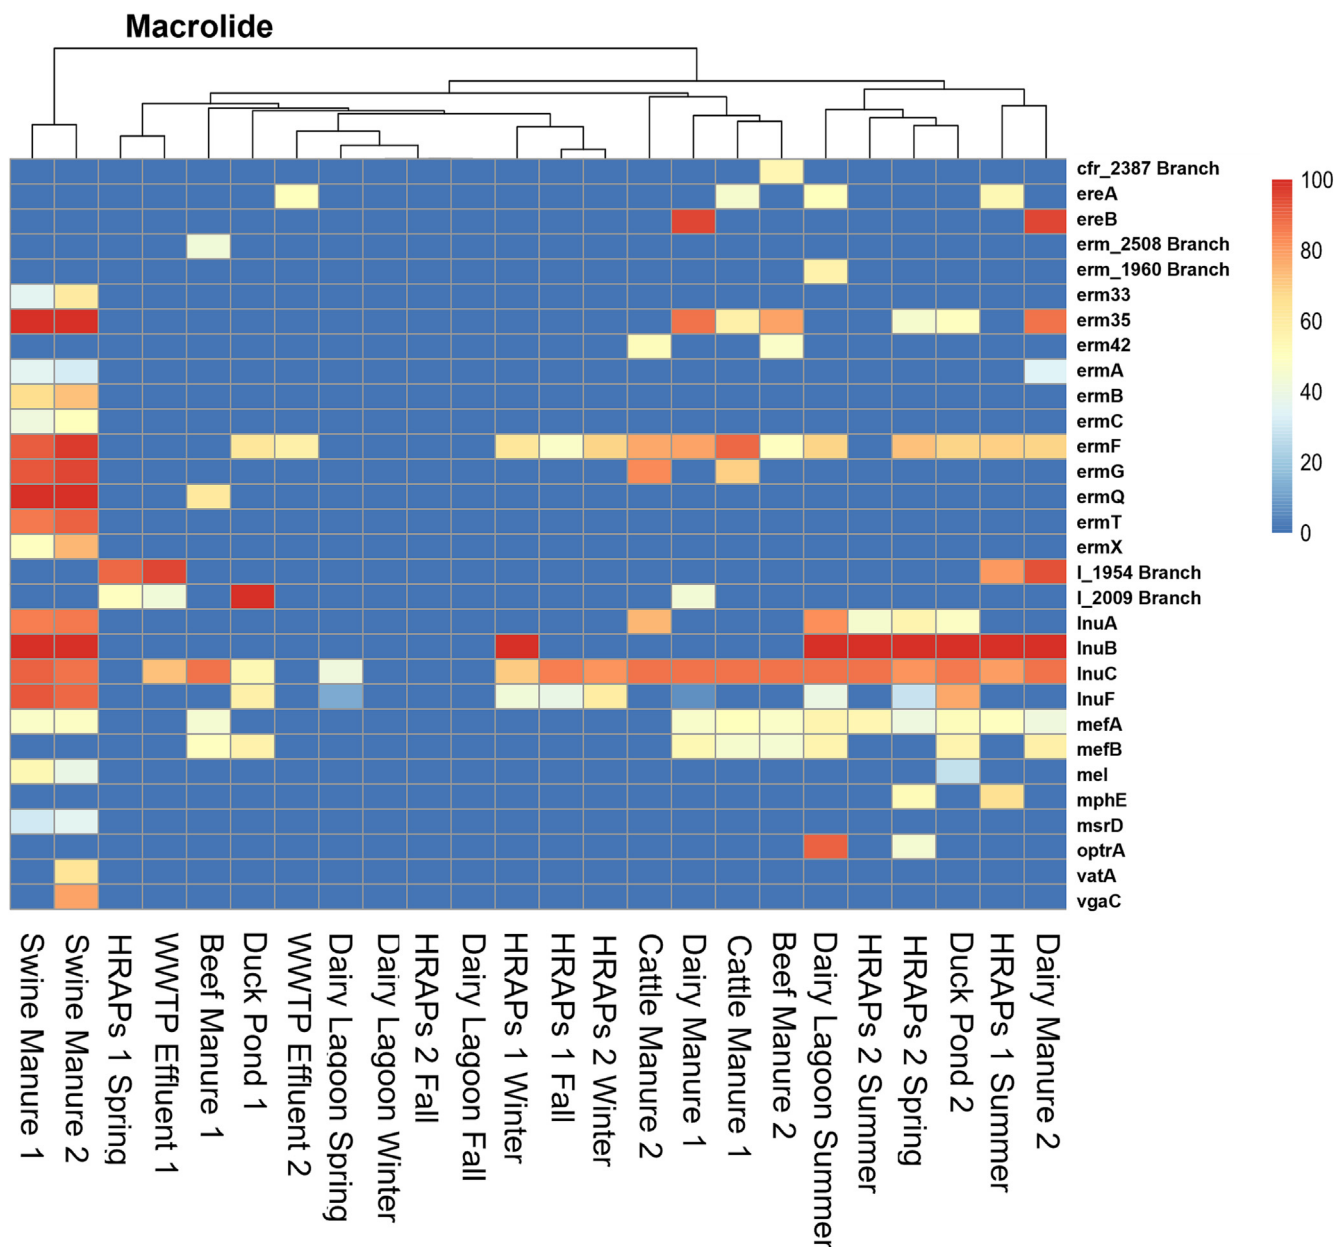 Macrolide
cfr_2387 Branch
ereA
ereB
erm_2508 Branch
erm_1960 Branch
erm33
erm35
erm42
ermA
ermB
ermC
ermF
ermG
ermQ
ermT
ermX
l_1954 Branch
l_2009 Branch
lnuA
lnuB
lnuC
lnuF
mefA
mefB
mel
mphE
msrD
optrA
vatA
vgaC
100
80
60
40
20
0
Swine Manure 1
Swine Manure 2
HRAPs 1 Spring
WWTP Effluent 1
Beef Manure 1
Duck Pond 1
WWTP Effluent 2
Dairy Lagoon Spring
Dairy Lagoon Winter
HRAPs 2 Fall
Dairy Lagoon Fall
HRAPs 1 Winter
HRAPs 1 Fall
HRAPs 2 Winter
Cattle Manure 2
Dairy Manure 1
Cattle Manure 1
Beef Manure 2
Dairy Lagoon Summer
HRAPs 2 Summer
HRAPs 2 Spring
Duck Pond 2
HRAPs 1 Summer
Dairy Manure 2